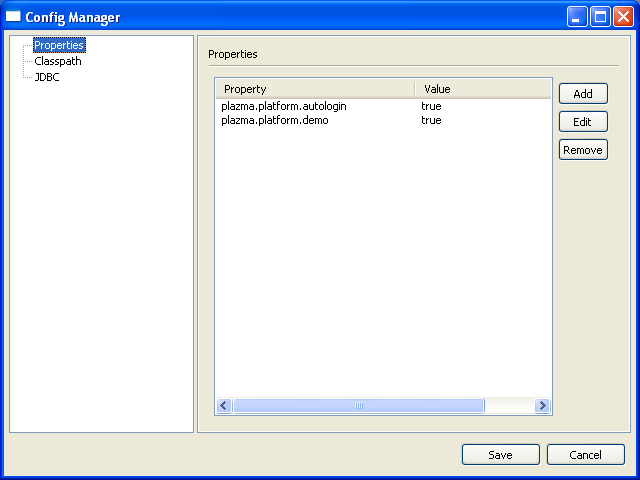 Config Manager
Properties
Classpath
JDBC
Properties
Property Value
plazma.platform.autologin true
plazma.platform.demo true
Add
Edit
Remove
Save Cancel